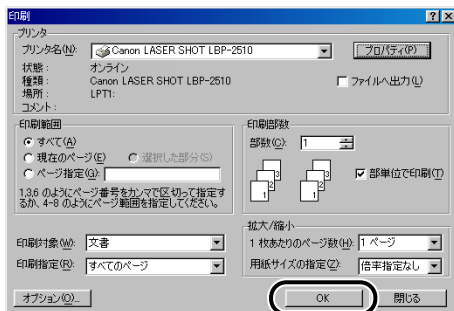 印刷
プリンタ
プリンタ名(N): Canon LASER SHOT LBP-2510 プロパティ(P)
状態: オンライン
種類: Canon LASER SHOT LBP-2510 ファイルへ出力(L)
場所: LPT1:
コメント:
印刷範囲
すべて(A)
現在のページ(E) 選択した部分(S)
ページ指定(G):
1,3,6 のようにページ番号をカンマで区切って指定す
るか、4-8 のようにページ範囲を指定してください。
印刷部数
部数(C): 1
1 2 3 1 2 3
部単位で印刷(T)
印刷対象(W): 文書
印刷指定(R): すべてのページ
拡大/縮小
1 枚あたりのページ数(H): 1 ページ
用紙サイズの指定(Z): 倍率指定なし
オプション(O)... OK 閉じる